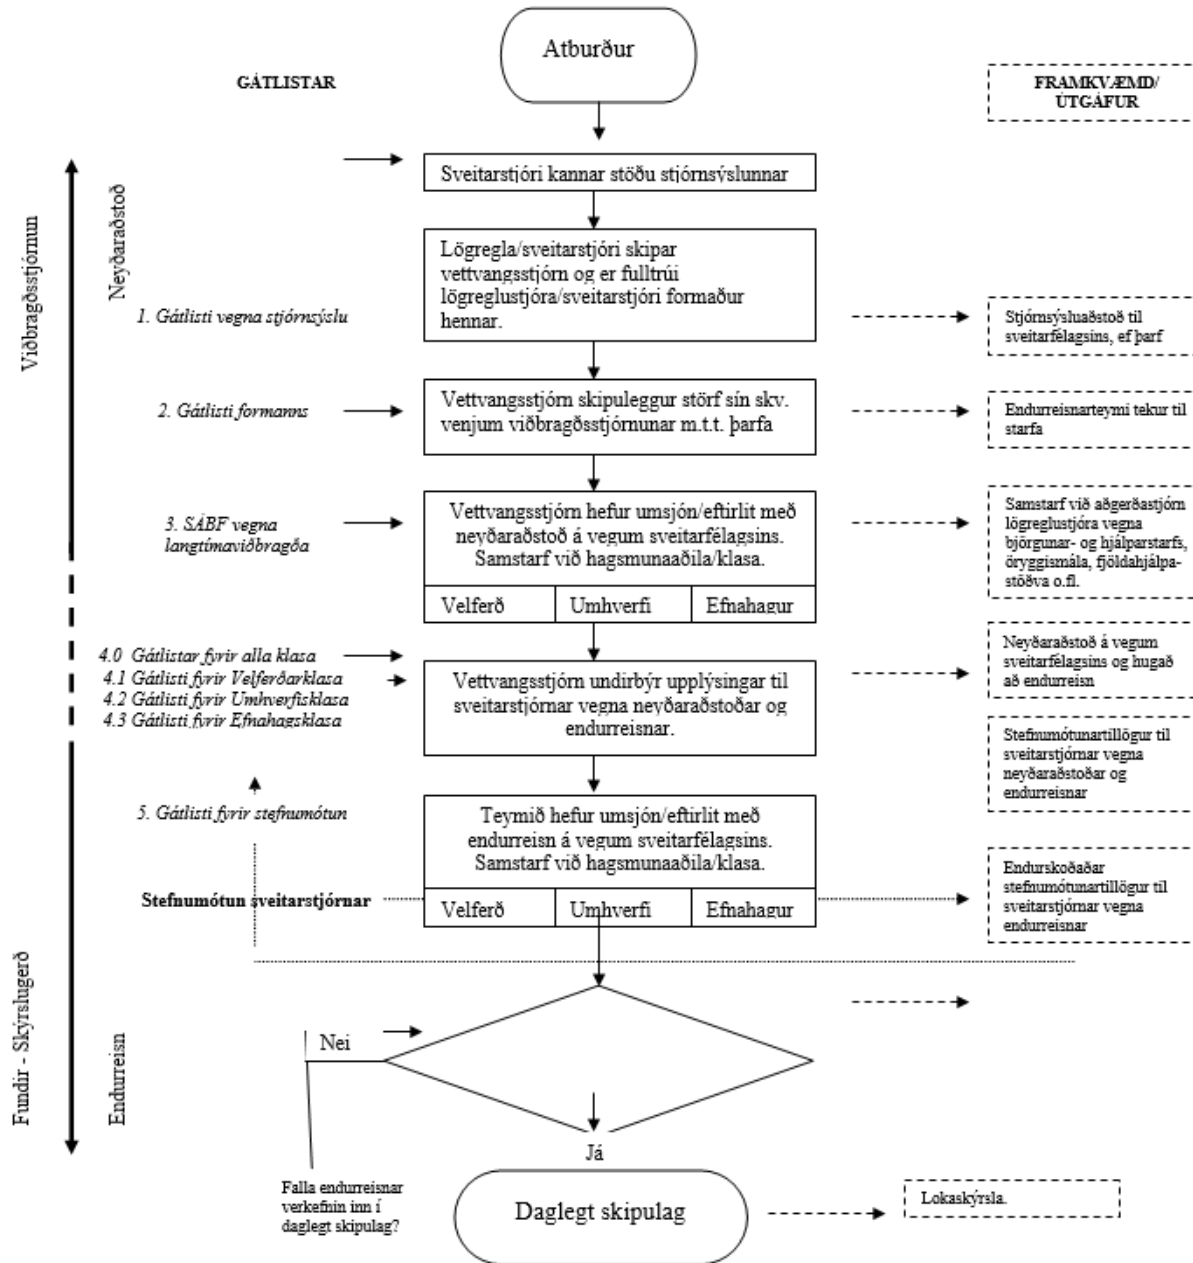 Atburður
GÁTLISTAR
FRAMKVÆMD/
ÚTGÁFUR
Viðbragðsstjórnun
Neyðaraðstoð
Sveitarstjóri kannar stöðu stjórnsýslunnar
Lögregla/sveitarstjóri skipar
vettvangsstjórn og er fulltrúi
lögreglustjóra/sveitarstjóri formaður
hennar.
1. Gátlisti vegna stjórnsýslu
Stjórnsýsluaðstoð til
sveitarfélagsins, ef þarf
2. Gátlisti formanns
Vettvangsstjórn skipuleggur störf sín skv.
venjum viðbragðsstjórnunar m.t.t. þarfa
Endurreisnarteymi tekur til
starfa
3. SÁBF vegna
langtímaviðbragða
Vettvangsstjórn hefur umsjón/eftirlit með
neyðaraðstoð á vegum sveitarfélagsins.
Samstarf við hagsmunaaðila/klasa.
Velferð
Umhverfi
Efnahagur
Samstarf við aðgerðastjórn
lögreglustjóra vegna
björgunar- og hjálparstarfs,
öryggismála, fjöldahjálpa-
stöðva o.fl.
4.0 Gátlistar fyrir alla klasa
4.1 Gátlisti fyrir Velferðarklasa
4.2 Gátlisti fyrir Umhverfisklasa
4.3 Gátlisti fyrir Efnahagsklasa
Vettvangsstjórn undirbýr upplýsingar til
sveitarstjórnar vegna neyðaraðstoðar og
endurreisnar.
Neyðaraðstoð á vegum
sveitarfélagsins og hugað
að endurreisn
Stefnumótunartillögur til
sveitarstjórnar vegna
neyðaraðstoðar og
endurreisnar
5. Gátlisti fyrir stefnumótun
Teymið hefur umsjón/eftirlit með
endurreisn á vegum sveitarfélagsins.
Samstarf við hagsmunaaðila/klasa.
Stefnumótun sveitarstjórnar
Velferð
Umhverfi
Efnahagur
Endurskoðaðar
stefnumótunartillögur til
sveitarstjórnar vegna
endurreisnar
Fundir - Skýrslugerð
Endurreisn
Nei
Já
Falla endurreisnar
verkefnin inn í
daglegt skipulag?
Daglegt skipulag
Lokaskýrsla.